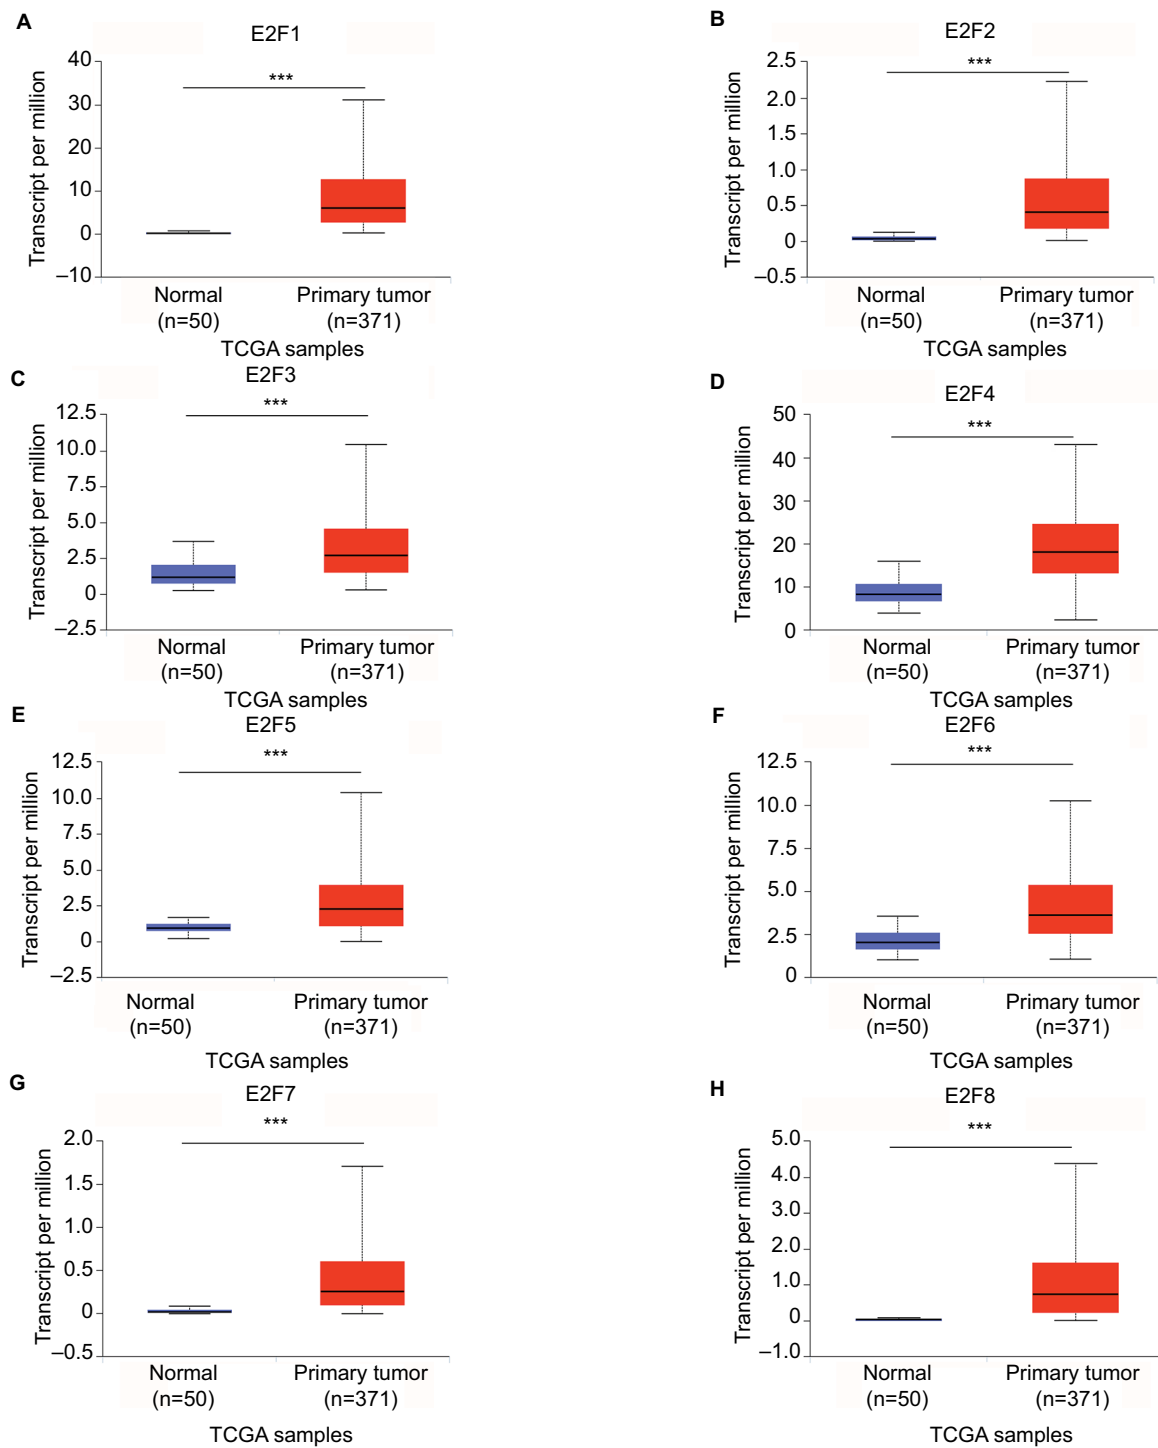 A
E2F1
***
Transcript per million
40
30
20
10
0
–10
Normal
(n=50)
Primary tumor
(n=371)
TCGA samples
B
E2F2
***
Transcript per million
2.5
2.0
1.5
1.0
0.5
0
–0.5
Normal
(n=50)
Primary tumor
(n=371)
TCGA samples
C
E2F3
***
Transcript per million
12.5
10.0
7.5
5.0
2.5
0
–2.5
Normal
(n=50)
Primary tumor
(n=371)
TCGA samples
D
E2F4
***
Transcript per million
50
40
30
20
10
0
Normal
(n=50)
Primary tumor
(n=371)
TCGA samples
E
E2F5
***
Transcript per million
12.5
10.0
7.5
5.0
2.5
0
–2.5
Normal
(n=50)
Primary tumor
(n=371)
TCGA samples
F
E2F6
***
Transcript per million
12.5
10.0
7.5
5.0
2.5
0
Normal
(n=50)
Primary tumor
(n=371)
TCGA samples
G
E2F7
***
Transcript per million
2.0
1.5
1.0
0.5
0
–0.5
Normal
(n=50)
Primary tumor
(n=371)
TCGA samples
H
E2F8
***
Transcript per million
5.0
4.0
3.0
2.0
1.0
0
–1.0
Normal
(n=50)
Primary tumor
(n=371)
TCGA samples